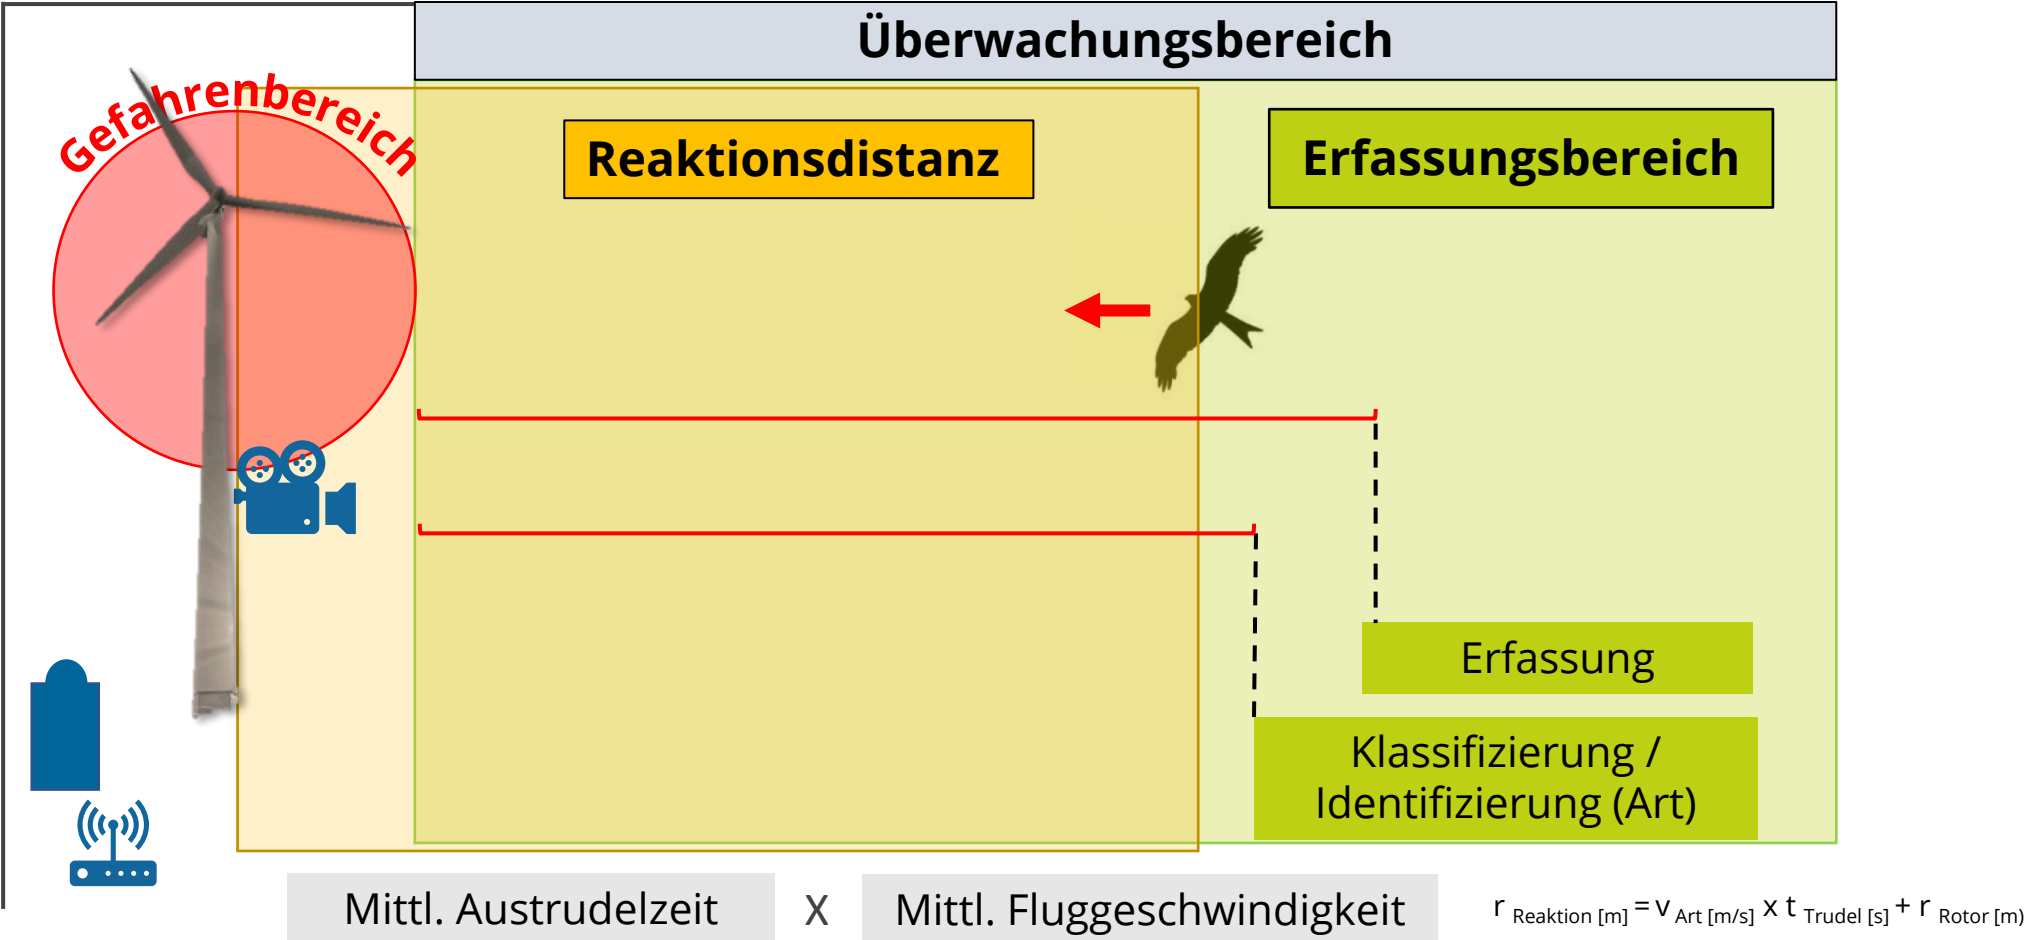 Überwachungsbereich
Gefahrenbereich
Reaktionsdistanz
Erfassungsbereich
Erfassung
Klassifizierung /
Identifizierung (Art)
Mittl. Austrudelzeit x Mittl. Fluggeschwindigkeit
r Reaktion [m] = v Art [m/s] x t Trudel [s] + r Rotor [m)